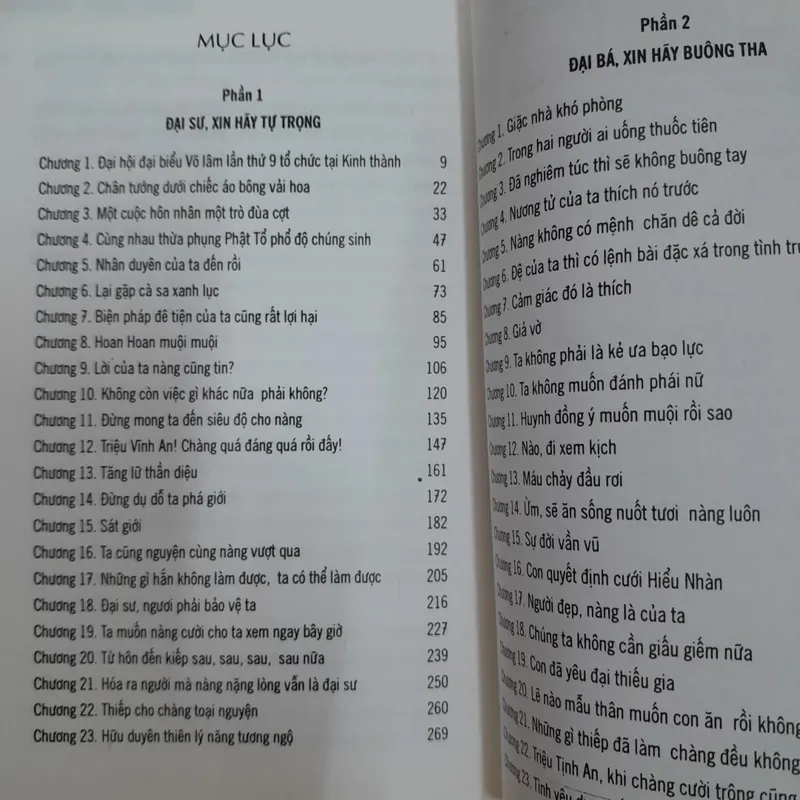 MỤC LỤC
Phần 1
ĐẠI SƯ, XIN HÃY TỰ TRỌNG
Chương 1. Đại hội đại biểu Võ lâm lần thứ 9 tổ chức tại Kinh thành 9
Chương 2. Chân tướng dưới chiếc áo bông vải hoa 22
Chương 3. Một cuộc hôn nhân một trò đùa cợt 33
Chương 4. Cùng nhau thừa phụng Phật Tổ phổ độ chúng sinh 47
Chương 5. Nhân duyên của ta đến rồi 61
Chương 6. Lại gặp cà sa xanh lục 73
Chương 7. Biện pháp đê tiện của ta cũng rất lợi hại 85
Chương 8. Hoan Hoan muội muội 95
Chương 9. Lời của ta nàng cũng tin? 106
Chương 10. Không còn việc gì khác nữa phải không? 120
Chương 11. Đừng mong ta đến siêu độ cho nàng 135
Chương 12. Triệu Vĩnh An! Chàng quá đáng quá rồi đấy! 147
Chương 13. Tăng lữ thần diệu 161
Chương 14. Đừng dụ dỗ ta phá giới 172
Chương 15. Sát giới 182
Chương 16. Ta cũng nguyện cùng nàng vượt qua 192
Chương 17. Những gì hắn không làm được, ta có thể làm được 205
Chương 18. Đại sư, ngươi phải bảo vệ ta 216
Chương 19. Ta muốn nàng cười cho ta xem ngay bây giờ 227
Chương 20. Từ hôn đến kiếp sau, sau, sau, sau nữa 239
Chương 21. Hóa ra người mà nàng nặng lòng vẫn là đại sư 250
Chương 22. Thiếp cho chàng toại nguyện 260
Chương 23. Hữu duyên thiên lý năng tương ngộ 269
Phần 2
ĐẠI BÁ, XIN HÃY BUÔNG THA
Chương 1. Giặc nhà khó phòng
Chương 2. Trong hai người ai uống thuốc tiên
Chương 3. Đã nghiêm túc thì sẽ không buông tay
Chương 4. Nương tử của ta thích nó trước
Chương 5. Nàng không có mệnh chăn dê cả đời
Chương 6. Đệ của ta thì có lệnh bài đặc xá trong tình
Chương 7. Cảm giác đó là thích
Chương 8. Giả vờ
Chương 9. Ta không phải là kẻ ưa bạo lực
Chương 10. Ta không muốn đánh phái nữ
Chương 11. Huynh đồng ý muốn muội rồi sao
Chương 12. Nào, đi xem kịch
Chương 13. Máu chảy đầu rơi
Chương 14. Ừm, sẽ ăn sống nuốt tươi nàng luôn
Chương 15. Sự đời vần vũ
Chương 16. Con quyết định cưới Hiểu Nhàn
Chương 17. Người đẹp, nàng là của ta
Chương 18. Chúng ta không cần giấu giếm nữa
Chương 19. Con đã yêu đại thiếu gia
Chương 20. Lẽ nào mẫu thân muốn con ăn rồi không
Chương 21. Những gì thiếp đã làm chàng đều không
Chương 22. Triệu Tịnh An, khi chàng cười trông cũng
Chương 23. Tình yêu